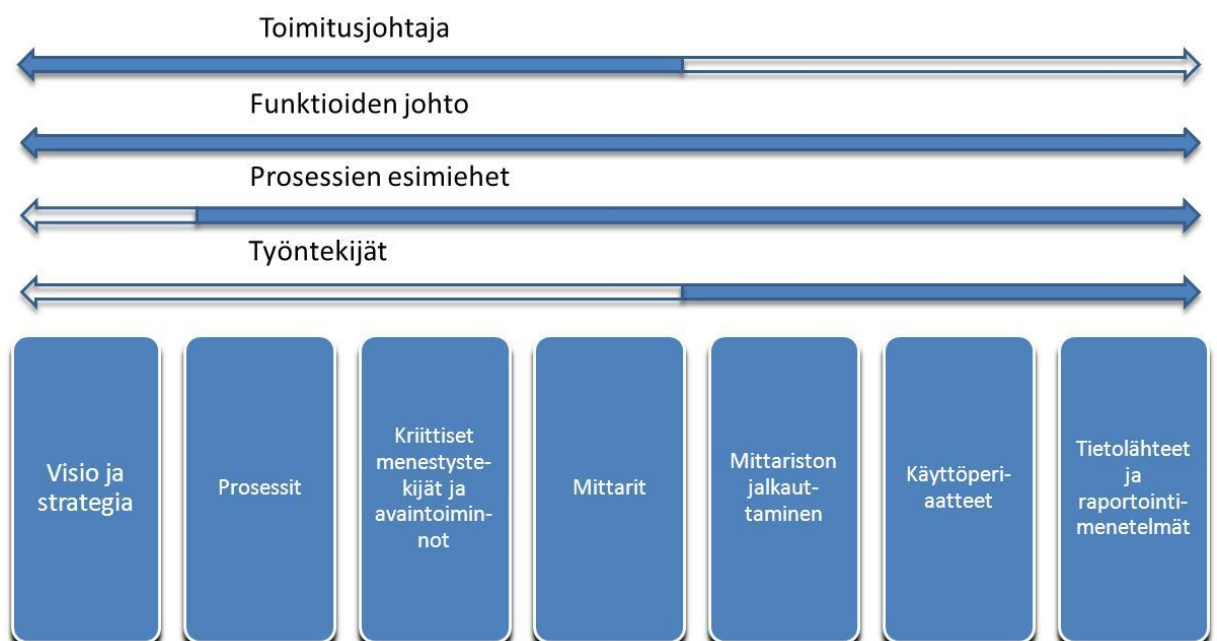 Toimitusjohtaja
Funktioiden johto
Prosessien esimiehet
Työntekijät
Visio ja
strategia
Prosessit
Kriittiset
menestyste-
kijät ja
avaintoimin-
not
Mittarit
Mittariston
jalkaut-
taminen
Käyttöperi-
aatteet
Tietolähteet
ja
raportointi-
menetelmät